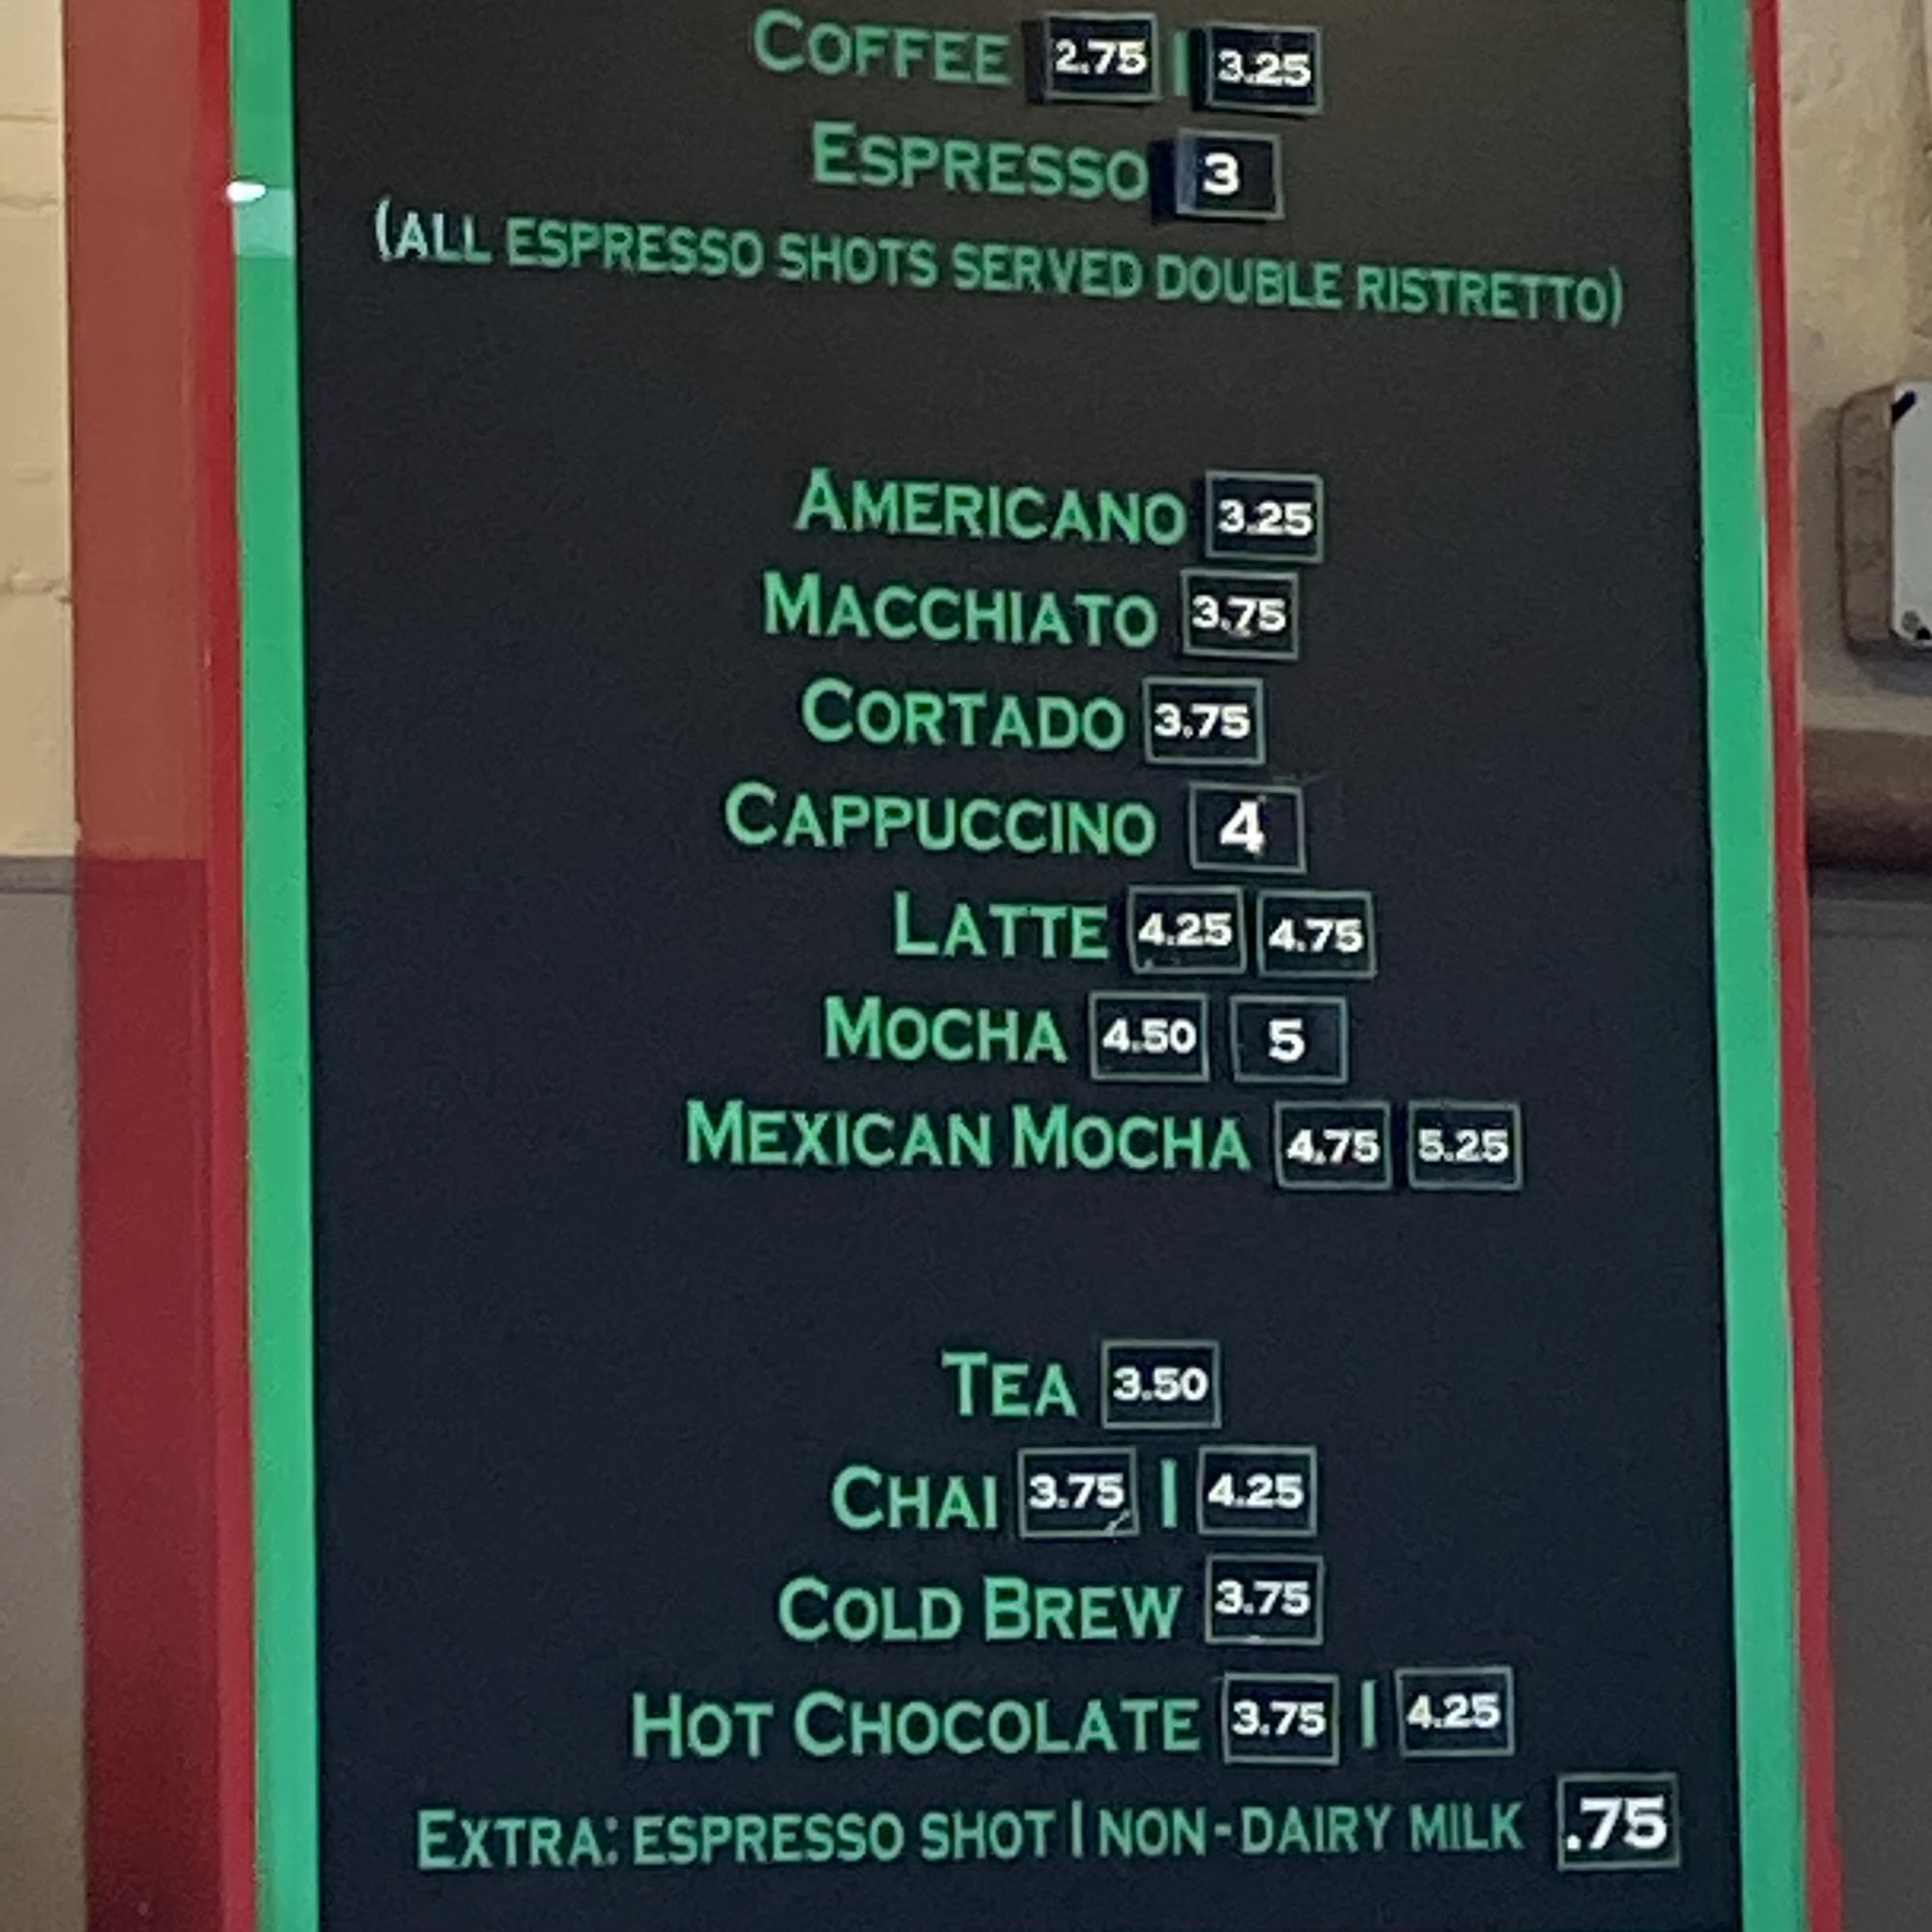 COFFEE 2.75 | 3.25
ESPRESSO 3
(ALL ESPRESSO SHOTS SERVED DOUBLE RISTRETTO)
AMERICANO 3.25
MACCHIATO 3.75
CORTADO 3.75
CAPPUCCINO 4
LATTE 4.25 4.75
MOCHA 4.50 5
MEXICAN MOCHA 4.75 5.25
TEA 3.50
CHAI 3.75 | 4.25
COLD BREW 3.75
HOT CHOCOLATE 3.75 | 4.25
EXTRA: ESPRESSO SHOT | NON-DAIRY MILK .75